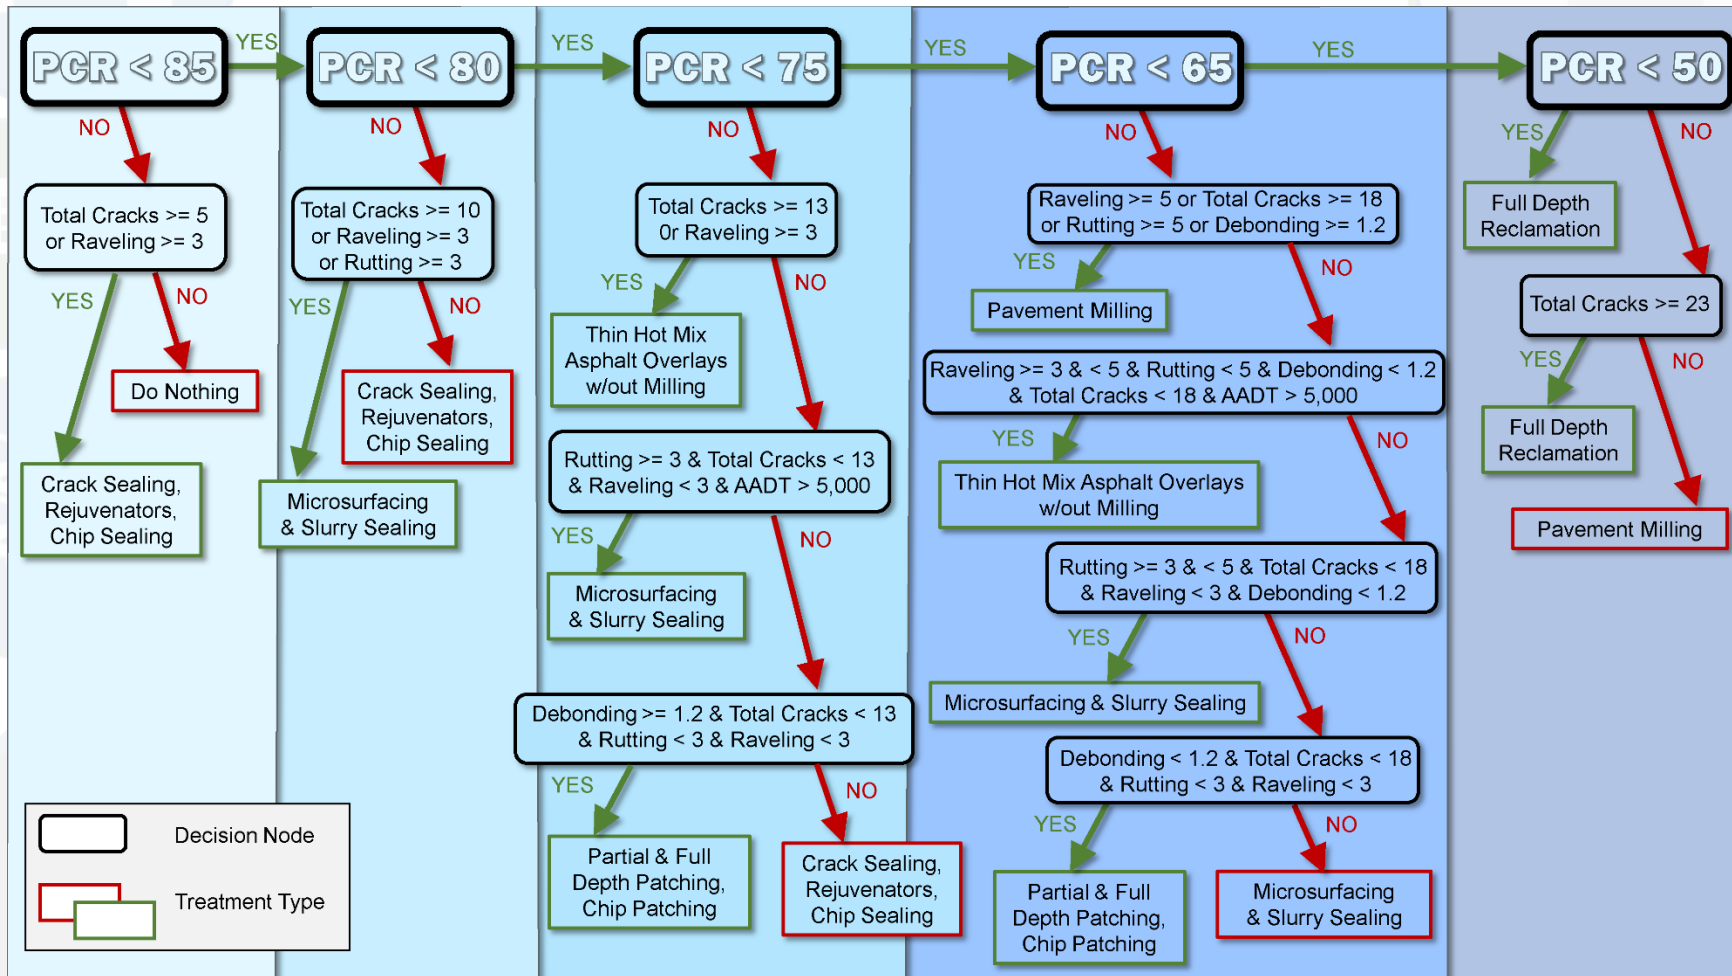 PCR < 85
YES
PCR < 80
YES
PCR < 75
YES
PCR < 65
YES
PCR < 50
NO
Total Cracks >= 5
or Raveling >= 3
YES
NO
Do Nothing
Crack Sealing,
Rejuvenators,
Chip Sealing
NO
Total Cracks >= 10
or Raveling >= 3
or Rutting >= 3
YES
NO
Crack Sealing,
Rejuvenators,
Chip Sealing
Microsurfacing
& Slurry Sealing
NO
Total Cracks >= 13
0r Raveling >= 3
YES
NO
Thin Hot Mix
Asphalt Overlays
w/out Milling
Rutting >= 3 & Total Cracks < 13
& Raveling < 3 & AADT > 5,000
YES
NO
Microsurfacing
& Slurry Sealing
Debonding >= 1.2 & Total Cracks < 13
& Rutting < 3 & Raveling < 3
YES
NO
Partial & Full
Depth Patching,
Chip Patching
Crack Sealing,
Rejuvenators,
Chip Sealing
NO
Raveling >= 5 or Total Cracks >= 18
or Rutting >= 5 or Debonding >= 1.2
YES
NO
Pavement Milling
Raveling >= 3 & < 5 & Rutting < 5 & Debonding < 1.2
& Total Cracks < 18 & AADT > 5,000
YES
NO
Thin Hot Mix Asphalt Overlays
w/out Milling
Rutting >= 3 & < 5 & Total Cracks < 18
& Raveling < 3 & Debonding < 1.2
YES
NO
Microsurfacing & Slurry Sealing
Debonding < 1.2 & Total Cracks < 18
& Rutting < 3 & Raveling < 3
YES
NO
Partial & Full
Depth Patching,
Chip Patching
Microsurfacing
& Slurry Sealing
YES
NO
Full Depth
Reclamation
Total Cracks >= 23
YES
NO
Full Depth
Reclamation
Pavement Milling
Decision Node
Treatment Type